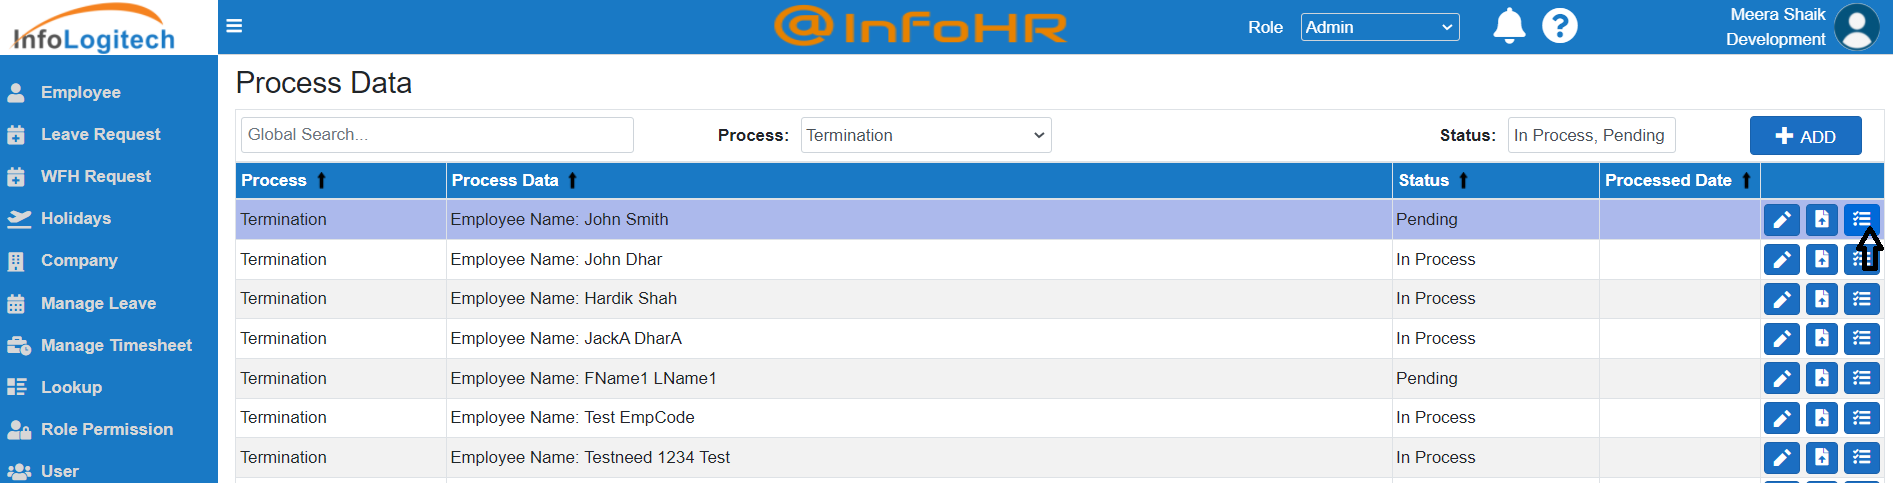 InfoLogitech
@InFoHR
Role Admin
Meera Shaik
Development
Employee
Leave Request
WFH Request
Holidays
Company
Manage Leave
Manage Timesheet
Lookup
Role Permission
User
Process Data
Global Search...
Process: Termination
Status: In Process, Pending
ADD
Process Process Data Status Processed Date
Termination Employee Name: John Smith Pending
Termination Employee Name: John Dhar In Process
Termination Employee Name: Hardik Shah In Process
Termination Employee Name: JackA DharA In Process
Termination Employee Name: FName1 LName1 Pending
Termination Employee Name: Test EmpCode In Process
Termination Employee Name: Testneed 1234 Test In Process